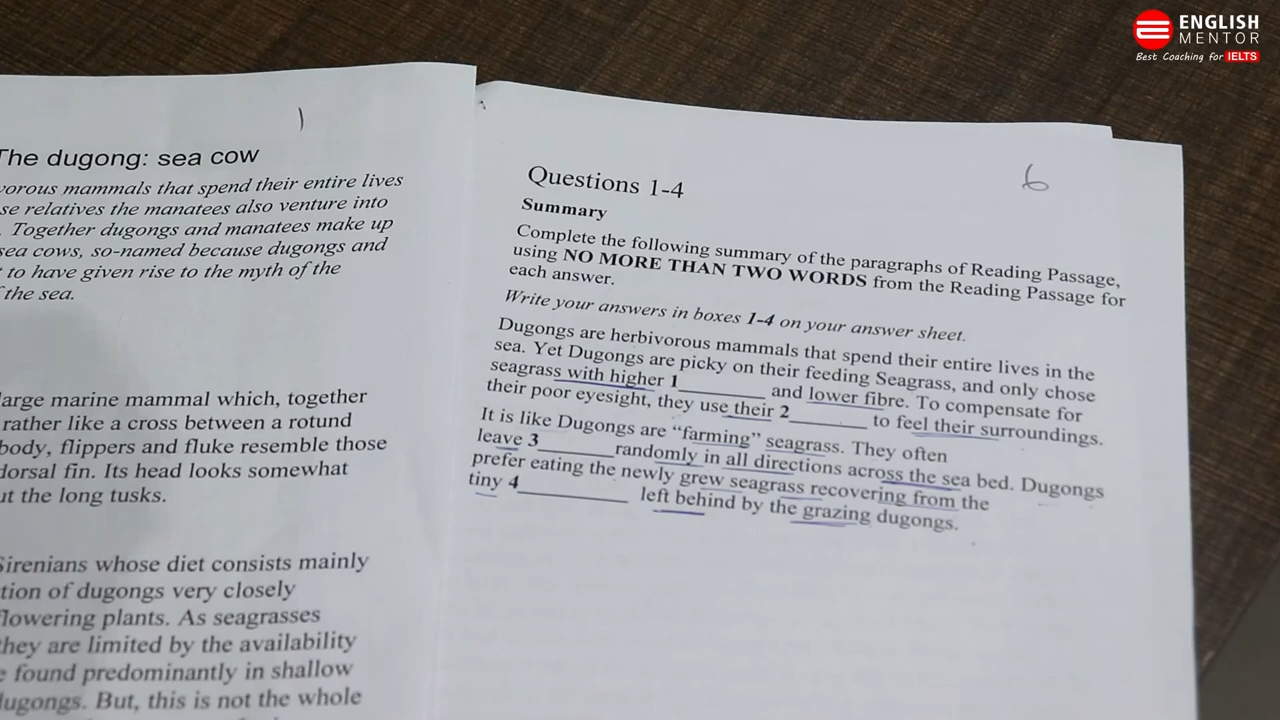 ENGLISH
MENTOR
Best Coaching for IELTS
1
The dugong: sea cow
vorous mammals that spend their entire lives
se relatives the manatees also venture into
. Together dugongs and manatees make up
sea cows, so-named because dugongs and
t to have given rise to the myth of the
f the sea.
large marine mammal which, together
rather like a cross between a rotund
body, flippers and fluke resemble those
dorsal fin. Its head looks somewhat
ut the long tusks.
Sirenians whose diet consists mainly
tion of dugongs very closely
flowering plants. As seagrasses
they are limited by the availability
e found predominantly in shallow
dugongs. But, this is not the whole
6
Questions 1-4
Summary
Complete the following summary of the paragraphs of Reading Passage,
using NO MORE THAN TWO WORDS from the Reading Passage for
each answer.
Write your answers in boxes 1-4 on your answer sheet.
Dugongs are herbivorous mammals that spend their entire lives in the
sea. Yet Dugongs are picky on their feeding Seagrass, and only chose
seagrass with higher 1_________ and lower fibre. To compensate for
their poor eyesight, they use their 2_________ to feel their surroundings.
It is like Dugongs are “farming” seagrass. They often
leave 3_________randomly in all directions across the sea bed. Dugongs
prefer eating the newly grew seagrass recovering from the
tiny 4_____________ left behind by the grazing dugongs.